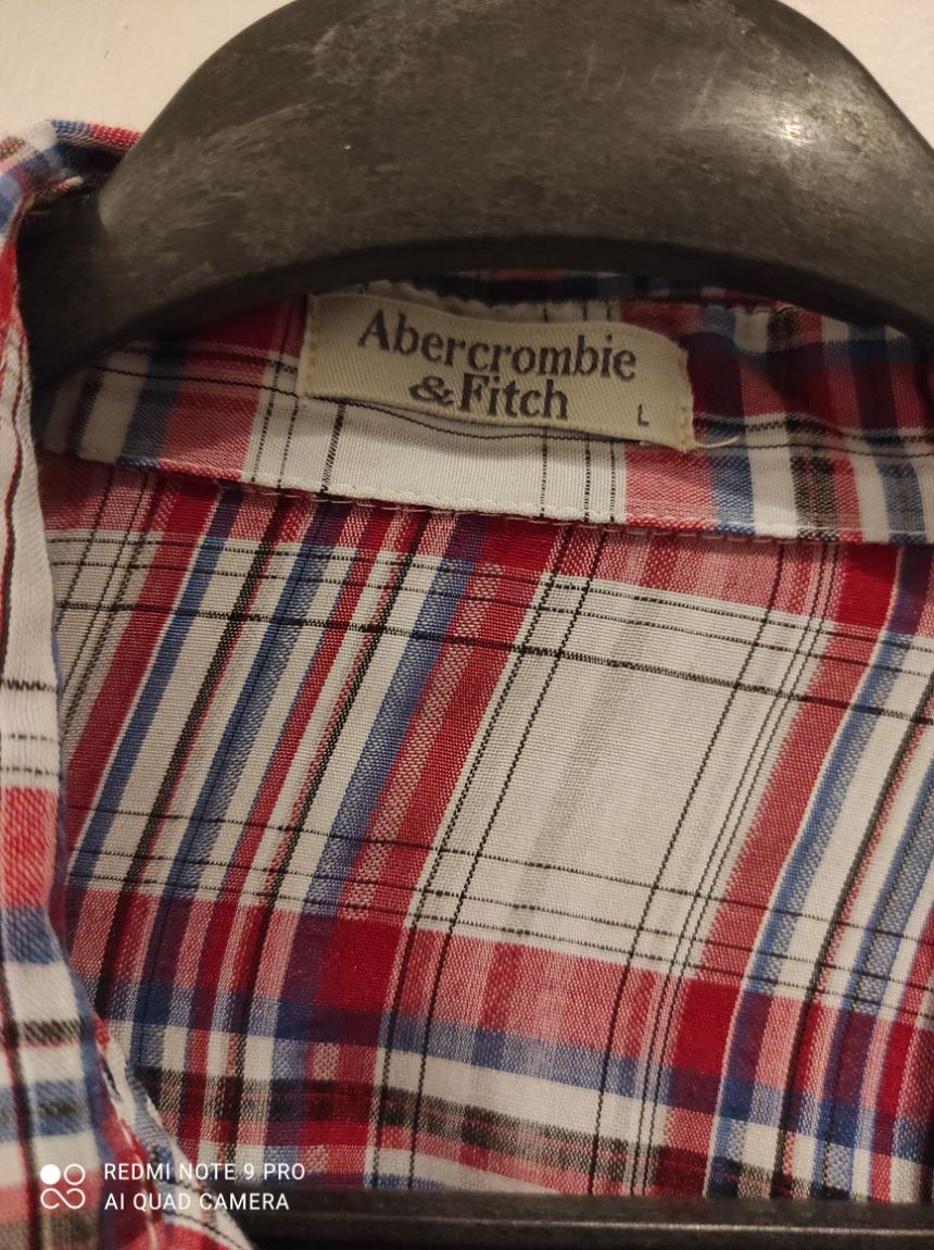 Abercrombie
&Fitch
L
REDMI NOTE 9 PRO
AI QUAD CAMERA